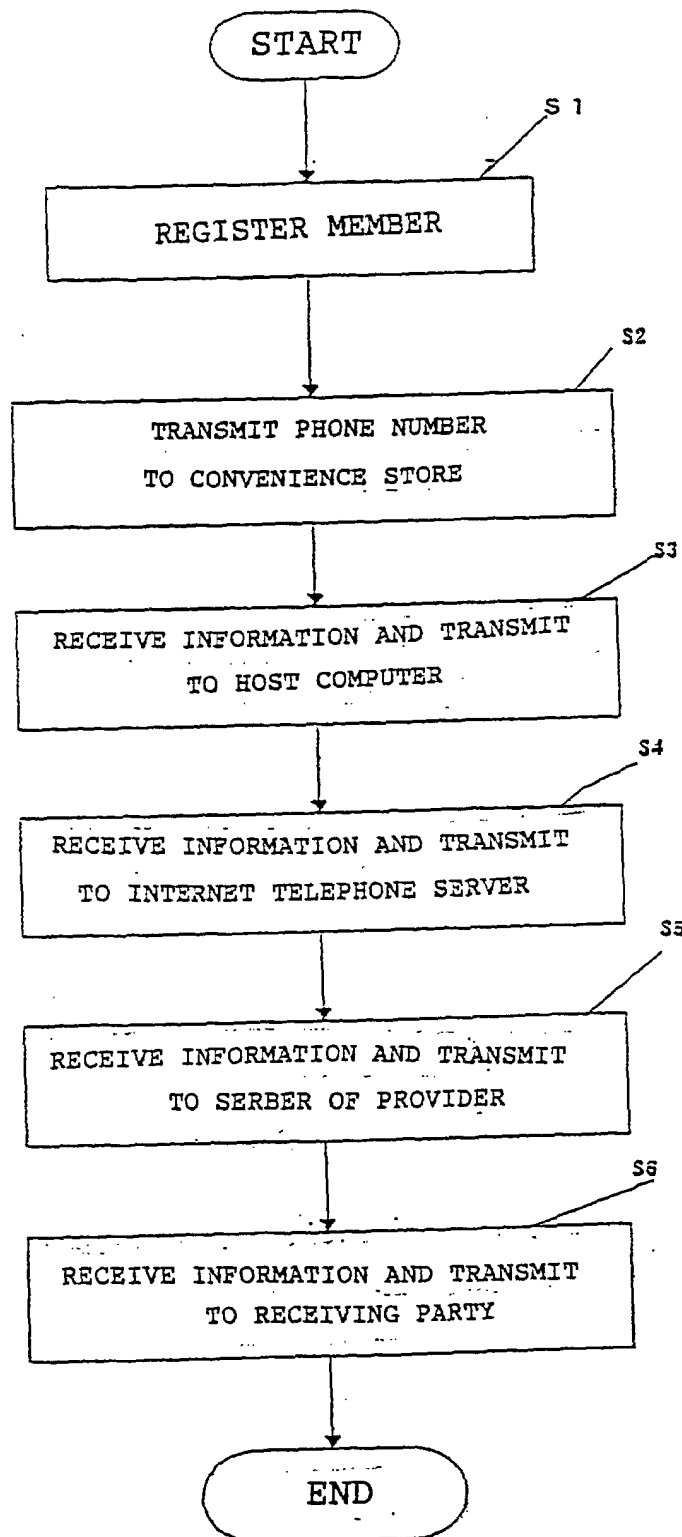 START
S 1
REGISTER MEMBER
S2
TRANSMIT PHONE NUMBER
TO CONVENIENCE STORE
S3
RECEIVE INFORMATION AND TRANSMIT
TO HOST COMPUTER
S4
RECEIVE INFORMATION AND TRANSMIT
TO INTERNET TELEPHONE SERVER
S5
RECEIVE INFORMATION AND TRANSMIT
TO SERBER OF PROVIDER
S6
RECEIVE INFORMATION AND TRANSMIT
TO RECEIVING PARTY
END